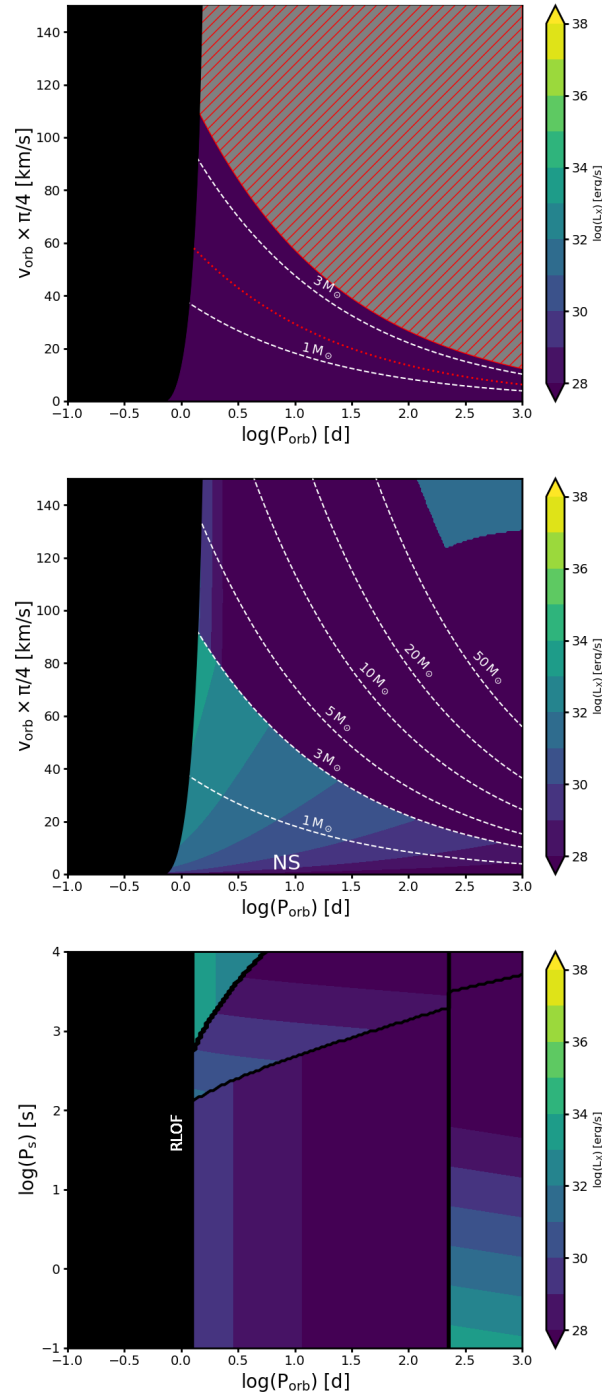 140
120
100
80
60
40
20
0
v_orb × π/4 [km/s]
3 M⊙
1 M⊙
-1.0 -0.5 0.0 0.5 1.0 1.5 2.0 2.5 3.0
log(P_orb) [d]
38
36
34
32
30
28
log(L_X) [erg/s]
140
120
100
80
60
40
20
0
v_orb × π/4 [km/s]
50 M⊙
20 M⊙
10 M⊙
5 M⊙
3 M⊙
1 M⊙
NS
-1.0 -0.5 0.0 0.5 1.0 1.5 2.0 2.5 3.0
log(P_orb) [d]
38
36
34
32
30
28
log(L_X) [erg/s]
4
3
2
1
0
-1
log(P_s) [s]
RLOF
-1.0 -0.5 0.0 0.5 1.0 1.5 2.0 2.5 3.0
log(P_orb) [d]
38
36
34
32
30
28
log(L_X) [erg/s]